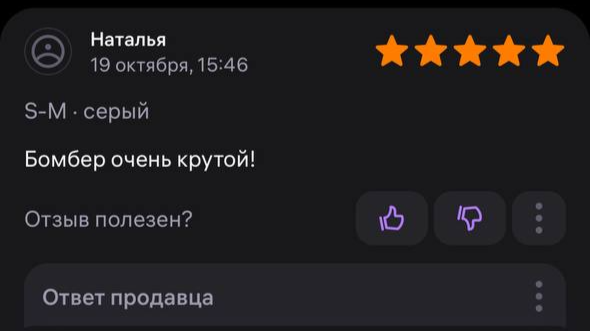 Наталья
19 октября, 15:46
S-M · серый
Бомбер очень крутой!
Отзыв полезен?
Ответ продавца